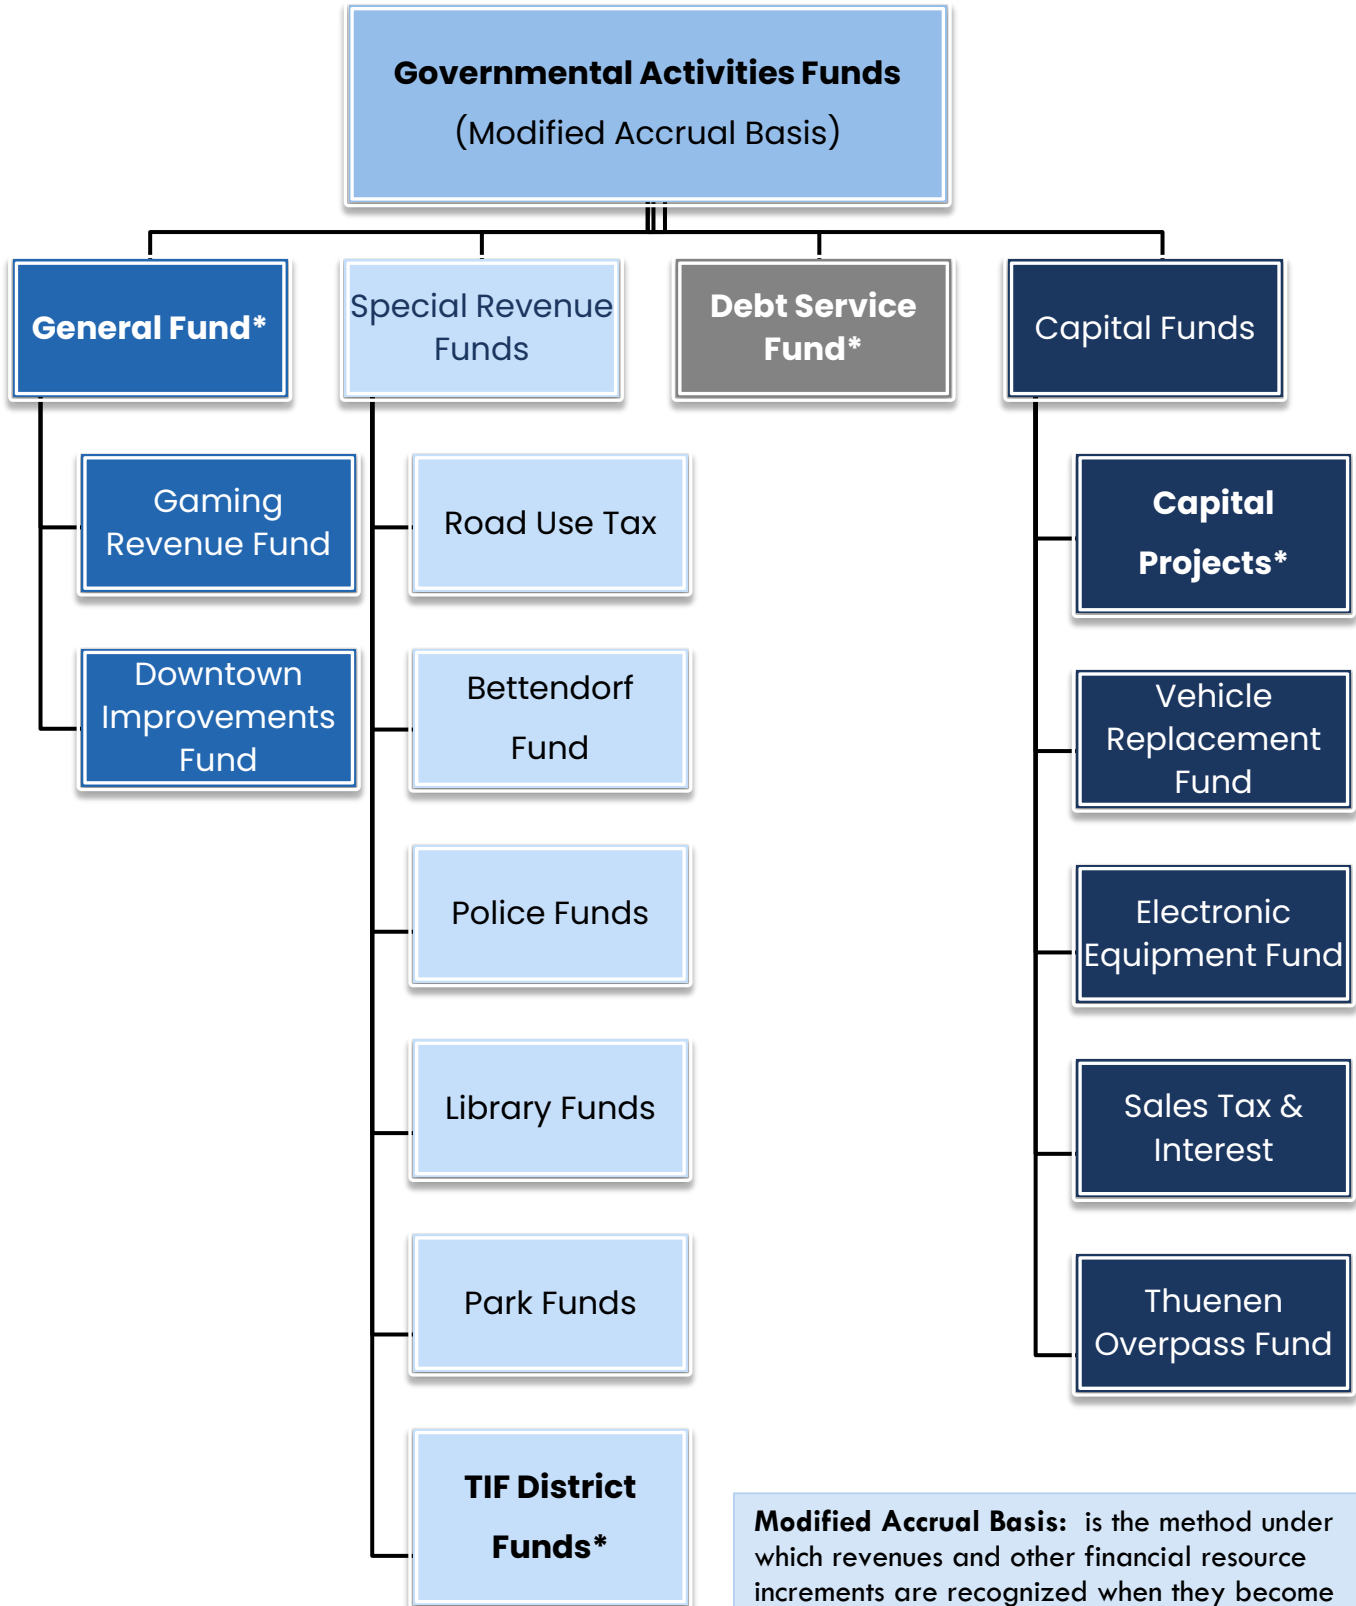 Governmental Activities Funds
(Modified Accrual Basis)
General Fund*
Gaming
Revenue Fund
Downtown
Improvements
Fund
Special Revenue
Funds
Road Use Tax
Bettendorf
Fund
Police Funds
Library Funds
Park Funds
TIF District
Funds*
Debt Service
Fund*
Capital Funds
Capital
Projects*
Vehicle
Replacement
Fund
Electronic
Equipment Fund
Sales Tax &
Interest
Thuenen
Overpass Fund
Modified Accrual Basis: is the method under
which revenues and other financial resource
increments are recognized when they become